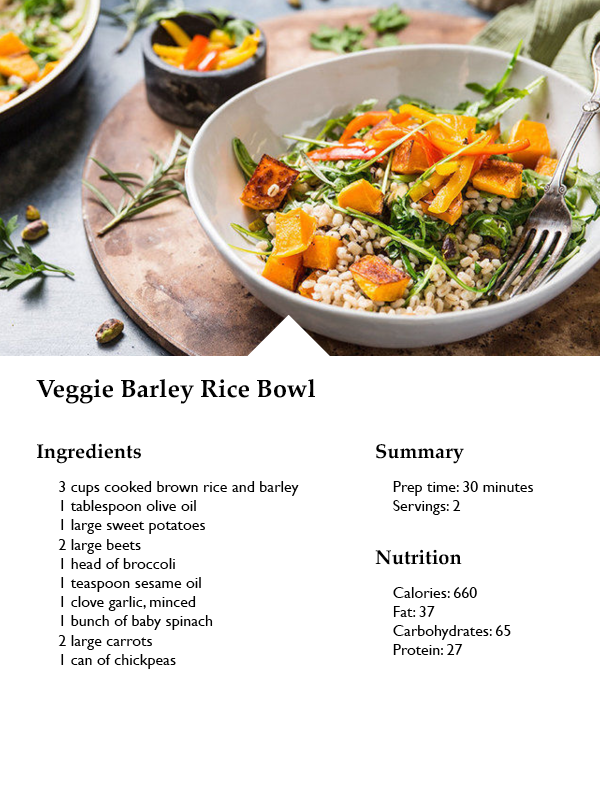 Veggie Barley Rice Bowl
Ingredients
3 cups cooked brown rice and barley
1 tablespoon olive oil
1 large sweet potatoes
2 large beets
1 head of broccoli
1 teaspoon sesame oil
1 clove garlic, minced
1 bunch of baby spinach
2 large carrots
1 can of chickpeas
Summary
Prep time: 30 minutes
Servings: 2
Nutrition
Calories: 660
Fat: 37
Carbohydrates: 65
Protein: 27